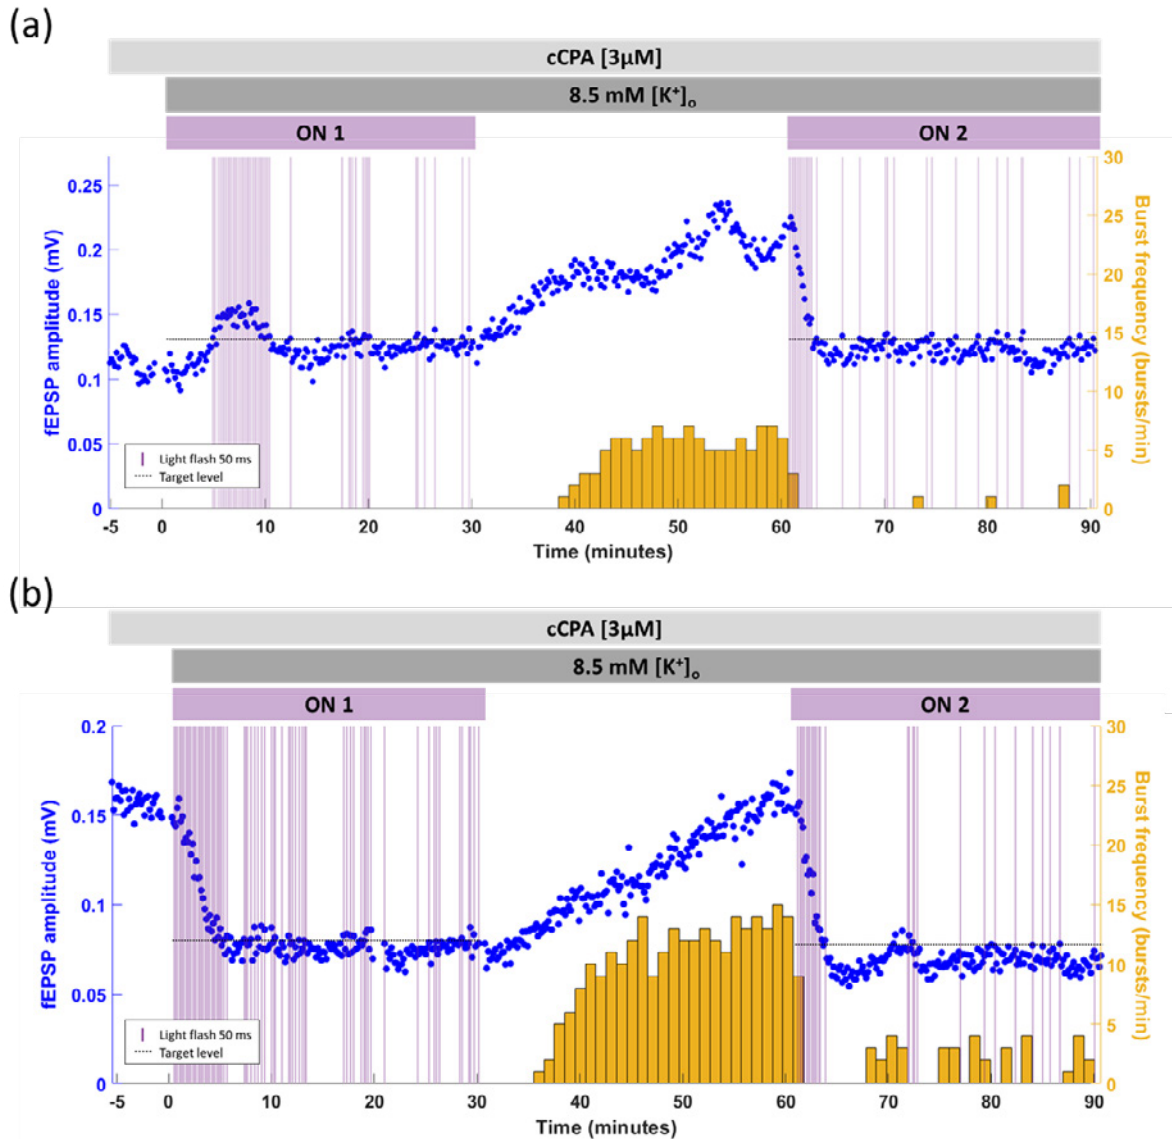 (a)
cCPA [3µM]
8.5 mM [K⁺]ₒ
ON 1 ON 2
fEPSP amplitude (mV)
0.25
0.2
0.15
0.1
0.05
0
30
25
20
15
10
5
0
Burst frequency (bursts/min)
Light flash 50 ms
Target level
-5 0 10 20 30 40 50 60 70 80 90
Time (minutes)
(b)
cCPA [3µM]
8.5 mM [K⁺]ₒ
ON 1 ON 2
fEPSP amplitude (mV)
0.2
0.15
0.1
0.05
0
30
25
20
15
10
5
0
Burst frequency (bursts/min)
Light flash 50 ms
Target level
-5 0 10 20 30 40 50 60 70 80 90
Time (minutes)